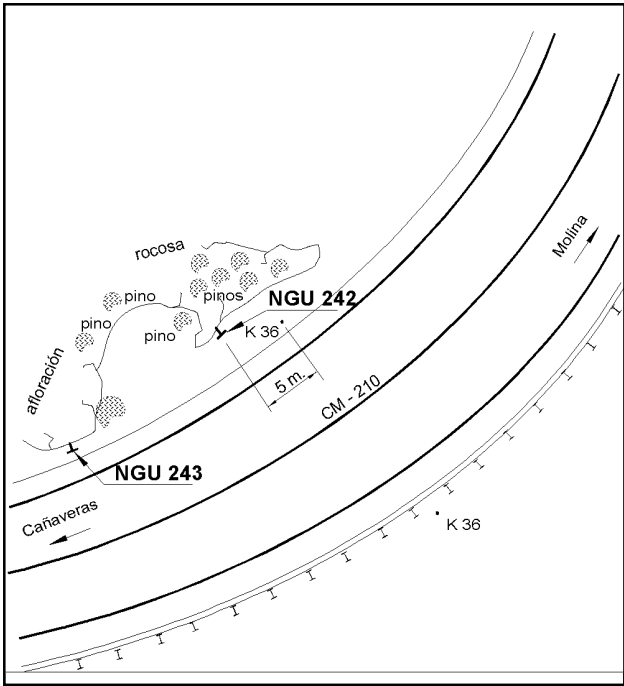 rocosa
Molina
pino
pinos
NGU 242
pino
pino
K 36
afloración
5 m.
CM - 210
NGU 243
Cañaveras
K 36